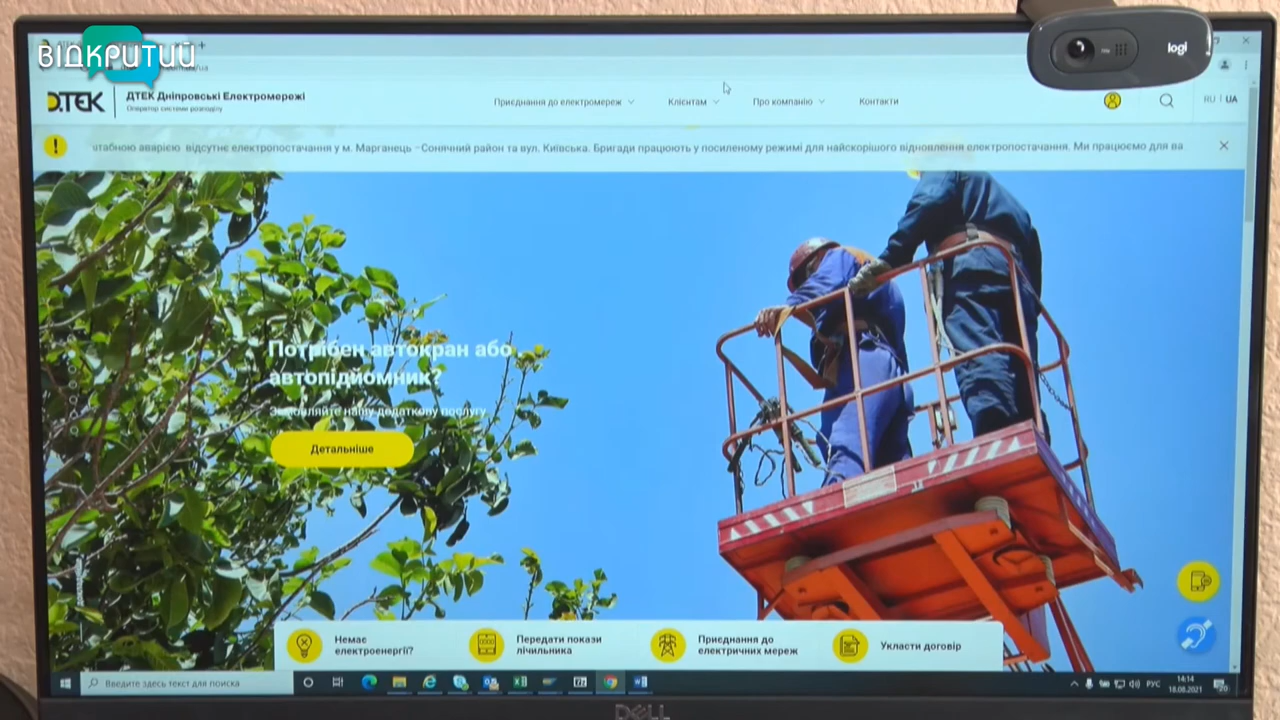 ВІДКРИТИЙ
logi
ДТЕК
ДТЕК Дніпровські Електромережі
Оператор системи розподілу
Приєднання до електромереж
Клієнтам
Про компанію
Контакти
RU | UA
штабною аварією відсутнє електропостачання у м. Марганець –Сонячний район та вул. Київська. Бригади працюють у посиленому режимі для найскорішого відновлення електропостачання. Ми працюємо для ва
Потрібен автокран або
автопідйомник?
Замовляйте нашу додаткову послугу
Детальніше
Немає
електроенергії?
Передати покази
лічильника
Приєднання до
електричних мереж
Укласти договір
Введите здесь текст для поиска
РУС
14:14
18.08.2021
DELL